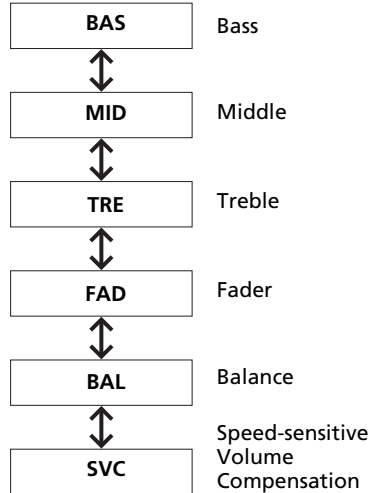 BAS Bass
MID Middle
TRE Treble
FAD Fader
BAL Balance
Speed-sensitive
Volume
SVC Compensation